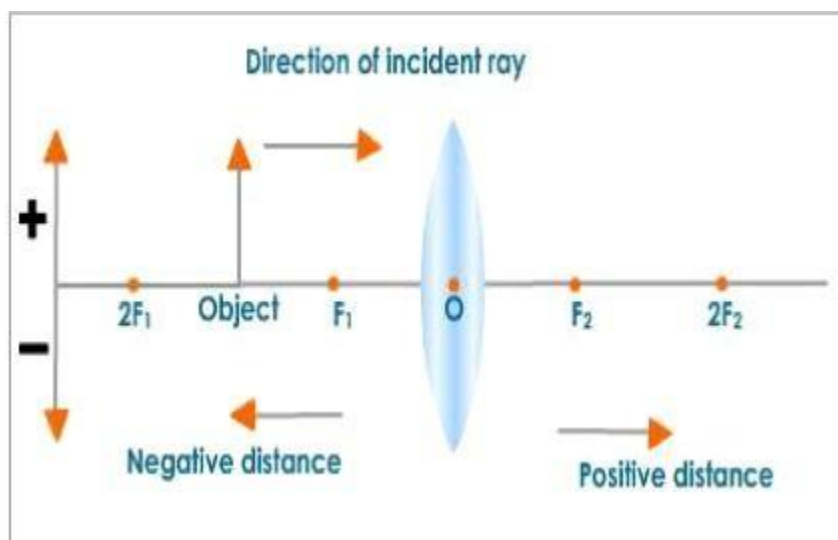 Direction of incident ray
+
2F₁ Object F₁ O F₂ 2F₂
−
Negative distance
Positive distance